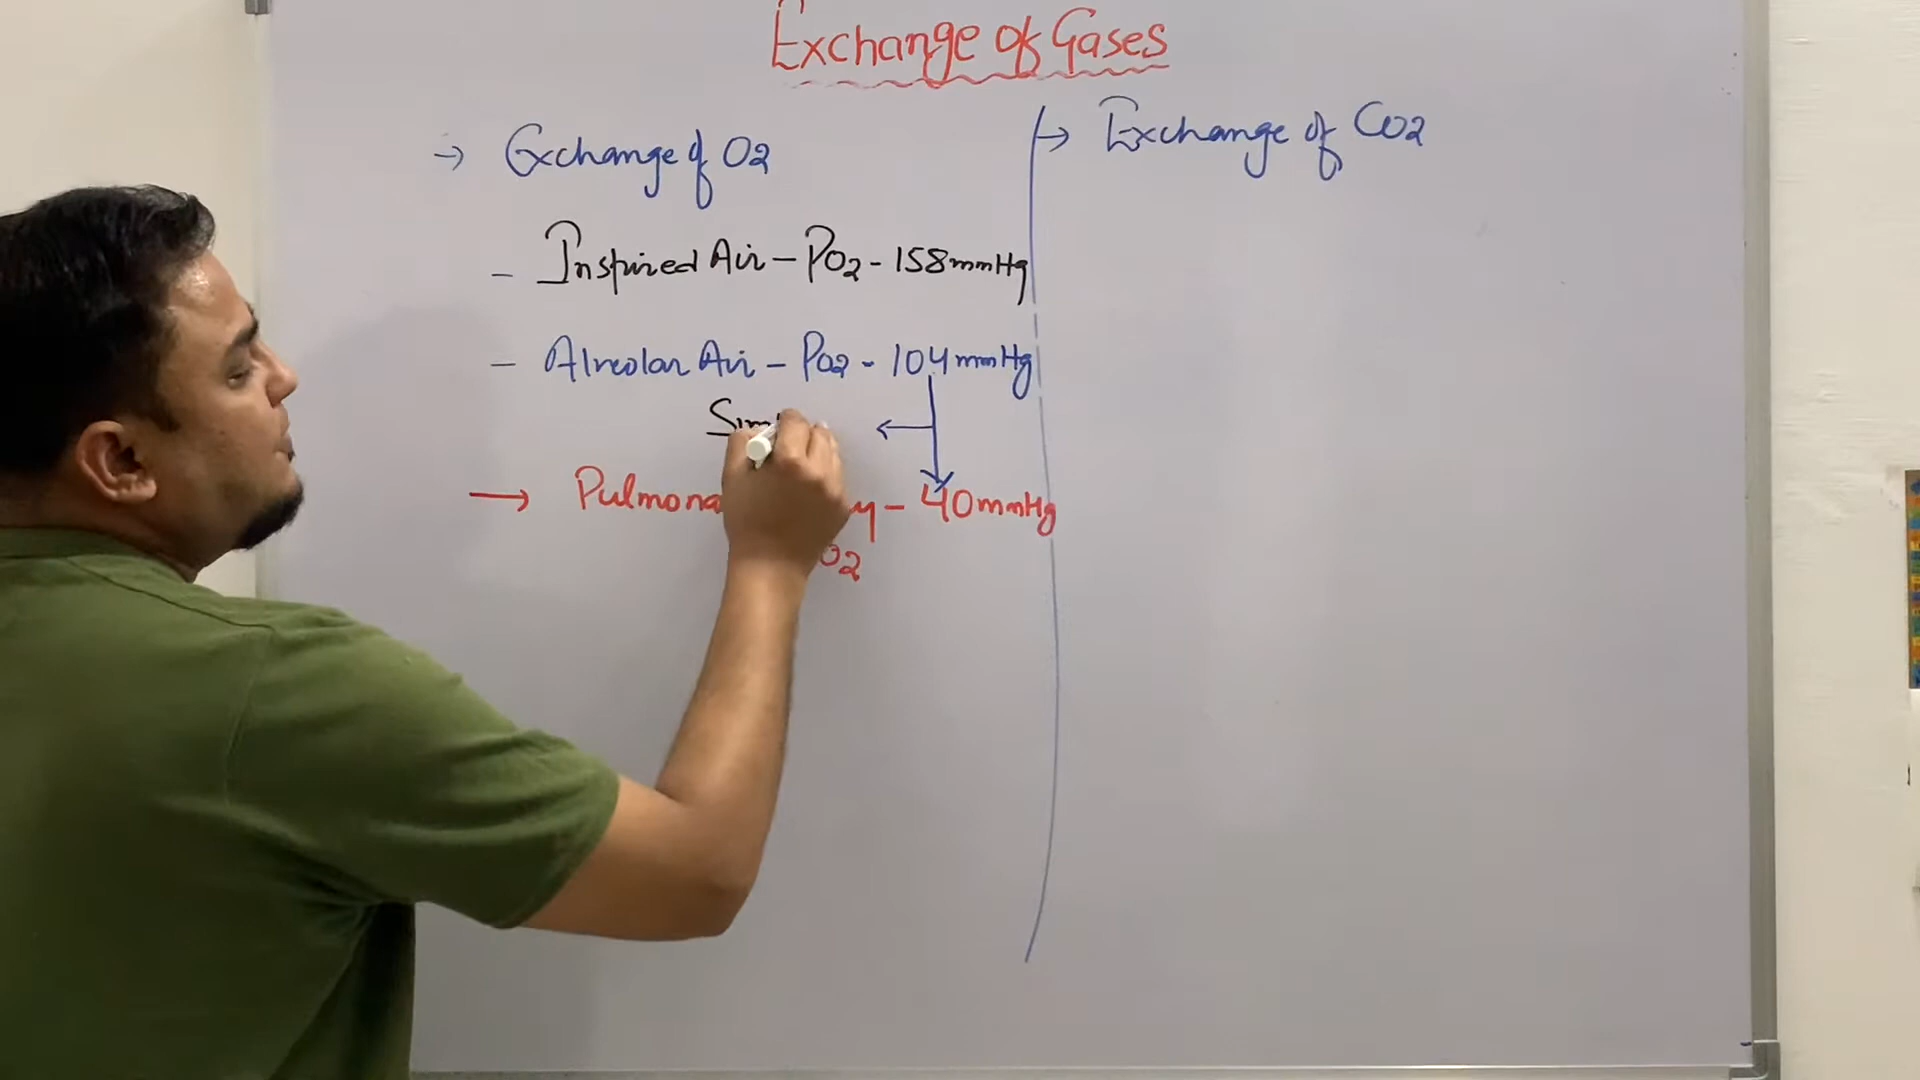 Exchange of Gases
→ Exchange of O2
- Inspired Air - PO2 - 158mmHg
- Alveolar Air - PO2 - 104mmHg
←
→ Pulmona - 40mmHg
O2
→ Exchange of CO2